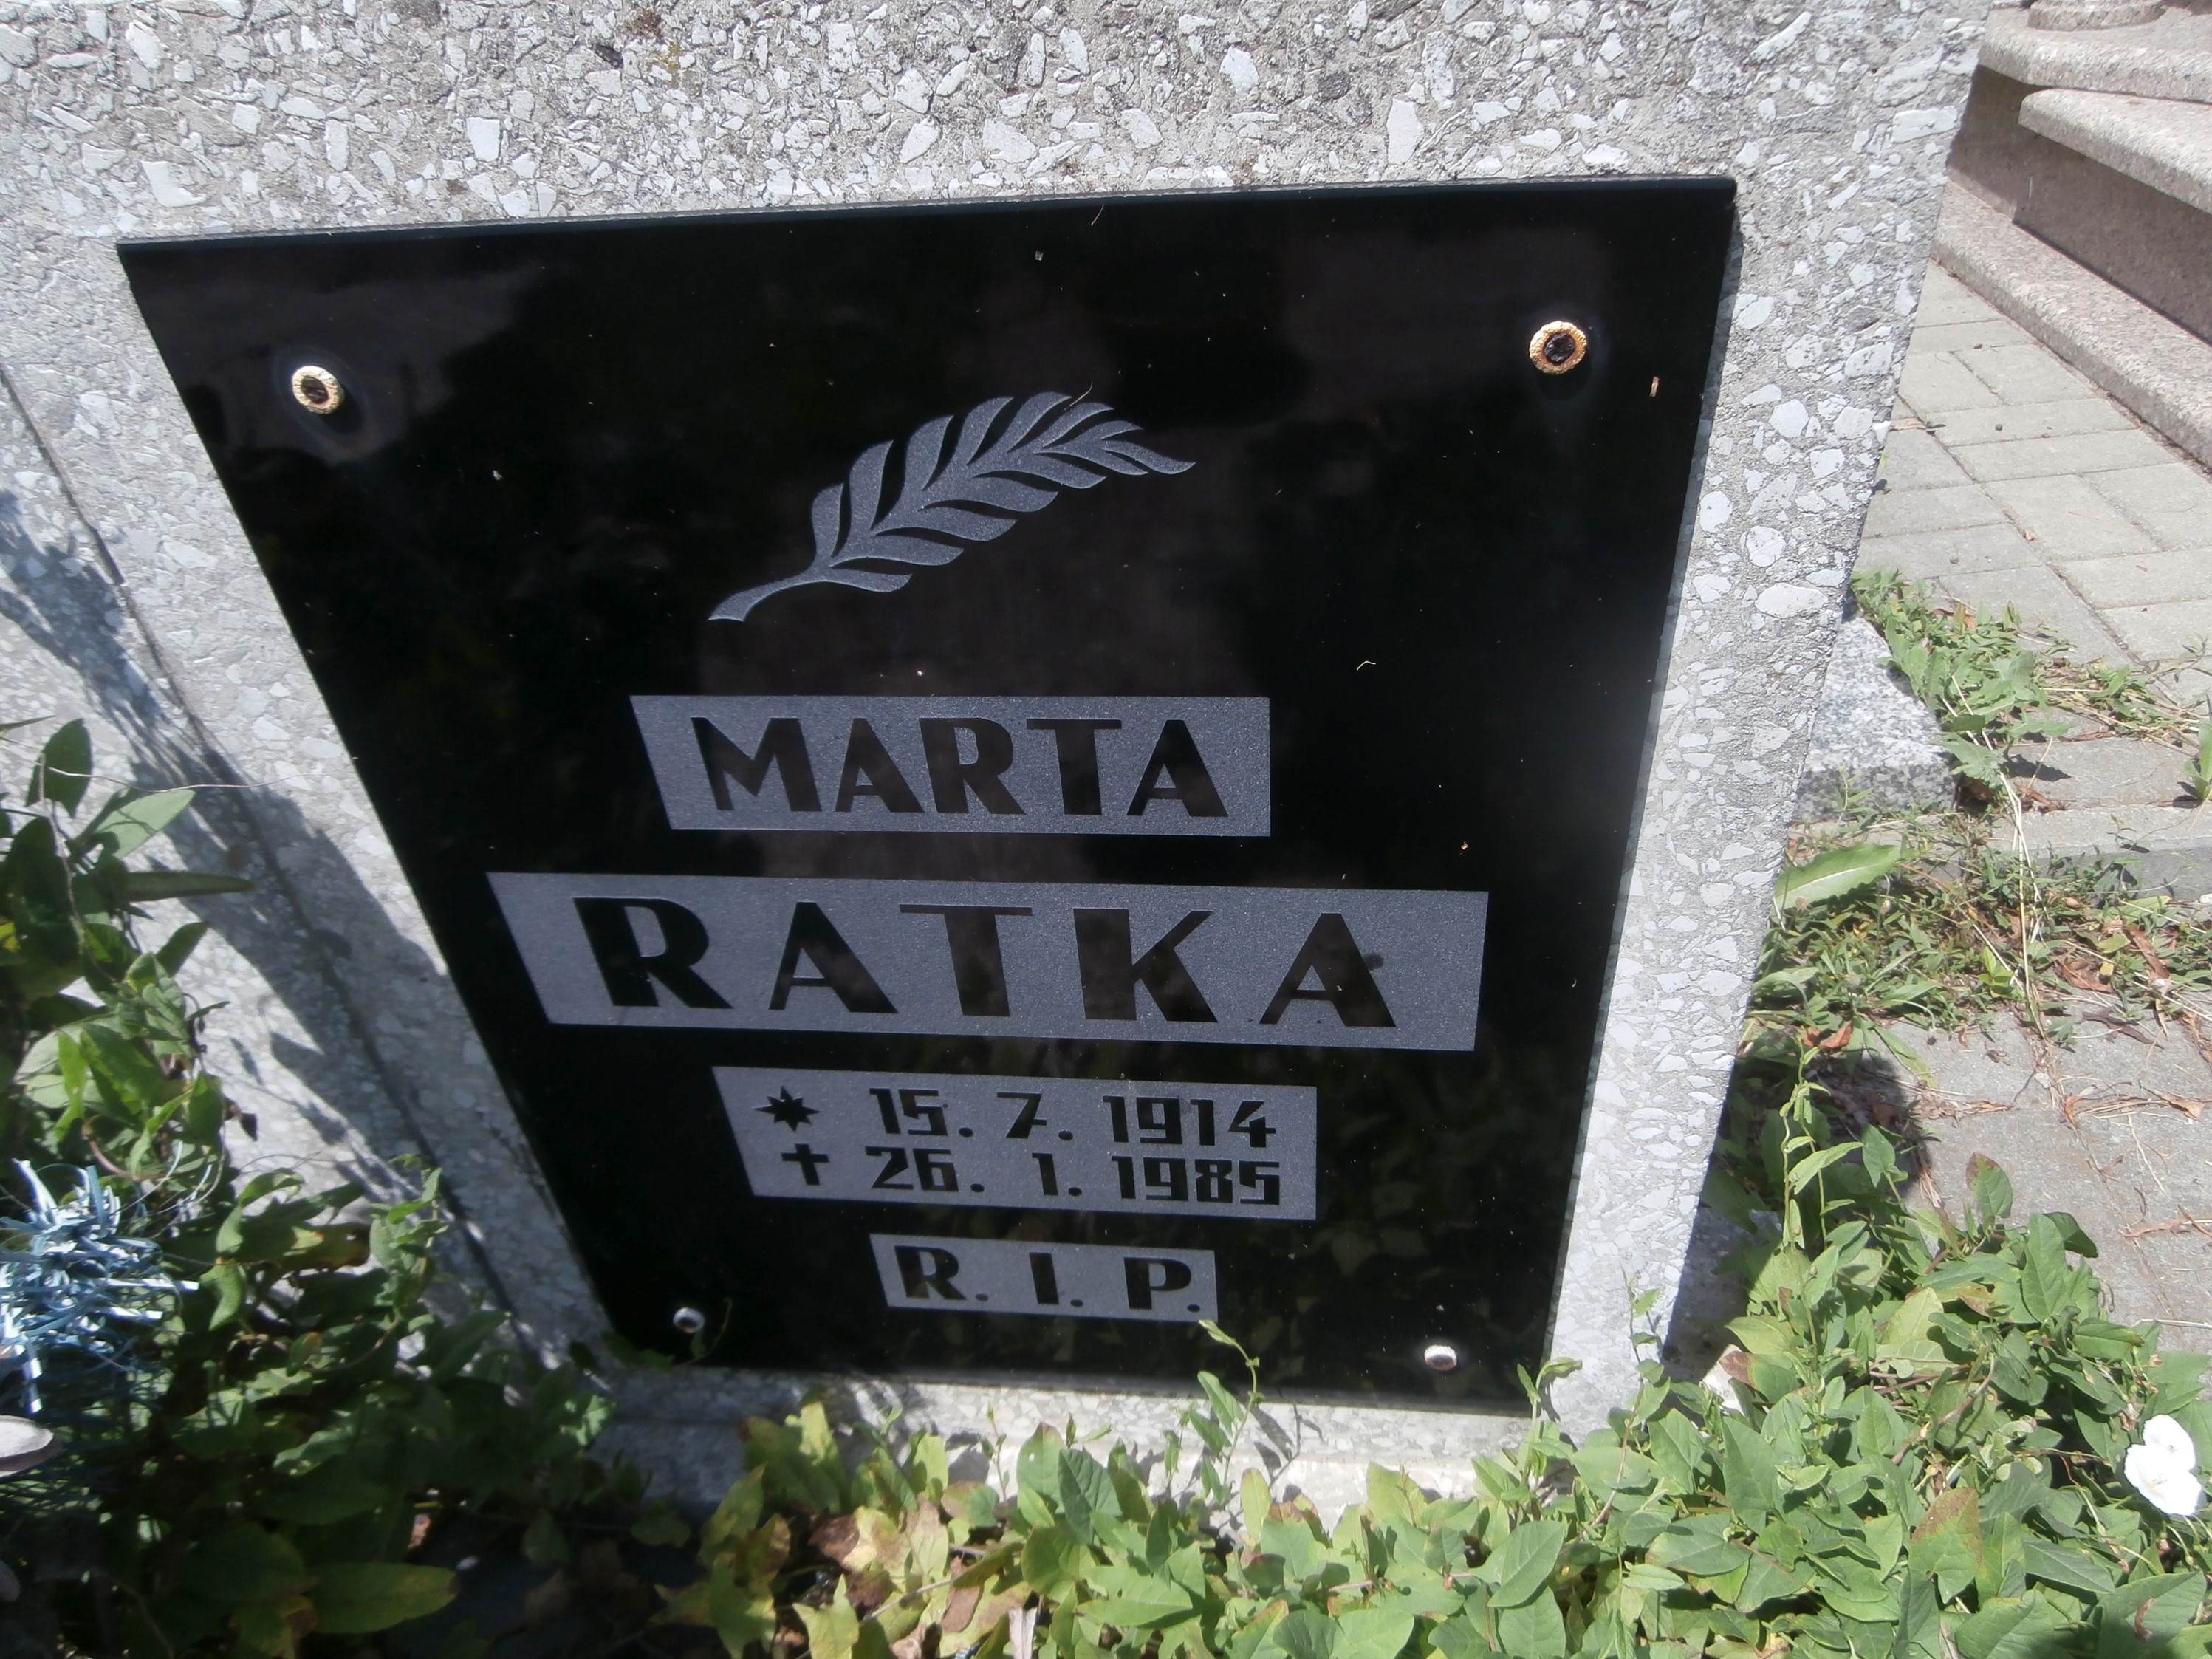 MARTA
RATKA
✷ 15. 7. 1914
✝ 26. 1. 1985
R. I. P.